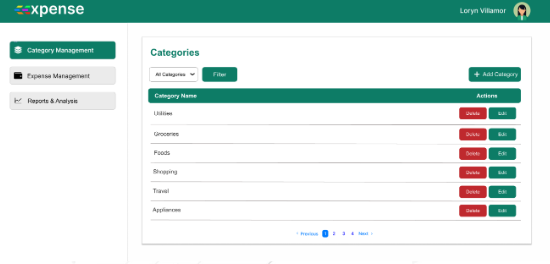 expense
Loryn Villamor
Category Management
Expense Management
Reports & Analysis
Categories
All Categories
Filter
+ Add Category
Category Name Actions
Utilities Delete Edit
Groceries Delete Edit
Foods Delete Edit
Shopping Delete Edit
Travel Delete Edit
Appliances Delete Edit
‹ Previous 1 2 3 4 Next ›